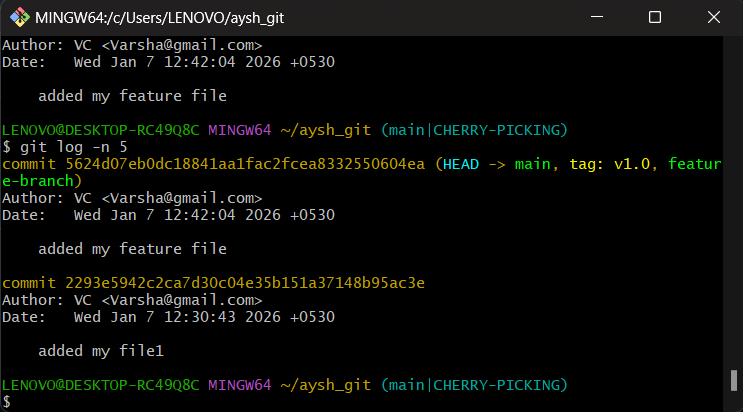 MINGW64:/c/Users/LENOVO/aysh_git
Author: VC <Varsha@gmail.com>
Date:   Wed Jan 7 12:42:04 2026 +0530
    added my feature file
LENOVO@DESKTOP-RC49Q8C MINGW64 ~/aysh_git (main|CHERRY-PICKING)
$ git log -n 5
commit 5624d07eb0dc18841aa1fac2fcea8332550604ea (HEAD -> main, tag: v1.0, featur
e-branch)
Author: VC <Varsha@gmail.com>
Date:   Wed Jan 7 12:42:04 2026 +0530
    added my feature file
commit 2293e5942c2ca7d30c04e35b151a37148b95ac3e
Author: VC <Varsha@gmail.com>
Date:   Wed Jan 7 12:30:43 2026 +0530
    added my file1
LENOVO@DESKTOP-RC49Q8C MINGW64 ~/aysh_git (main|CHERRY-PICKING)
$